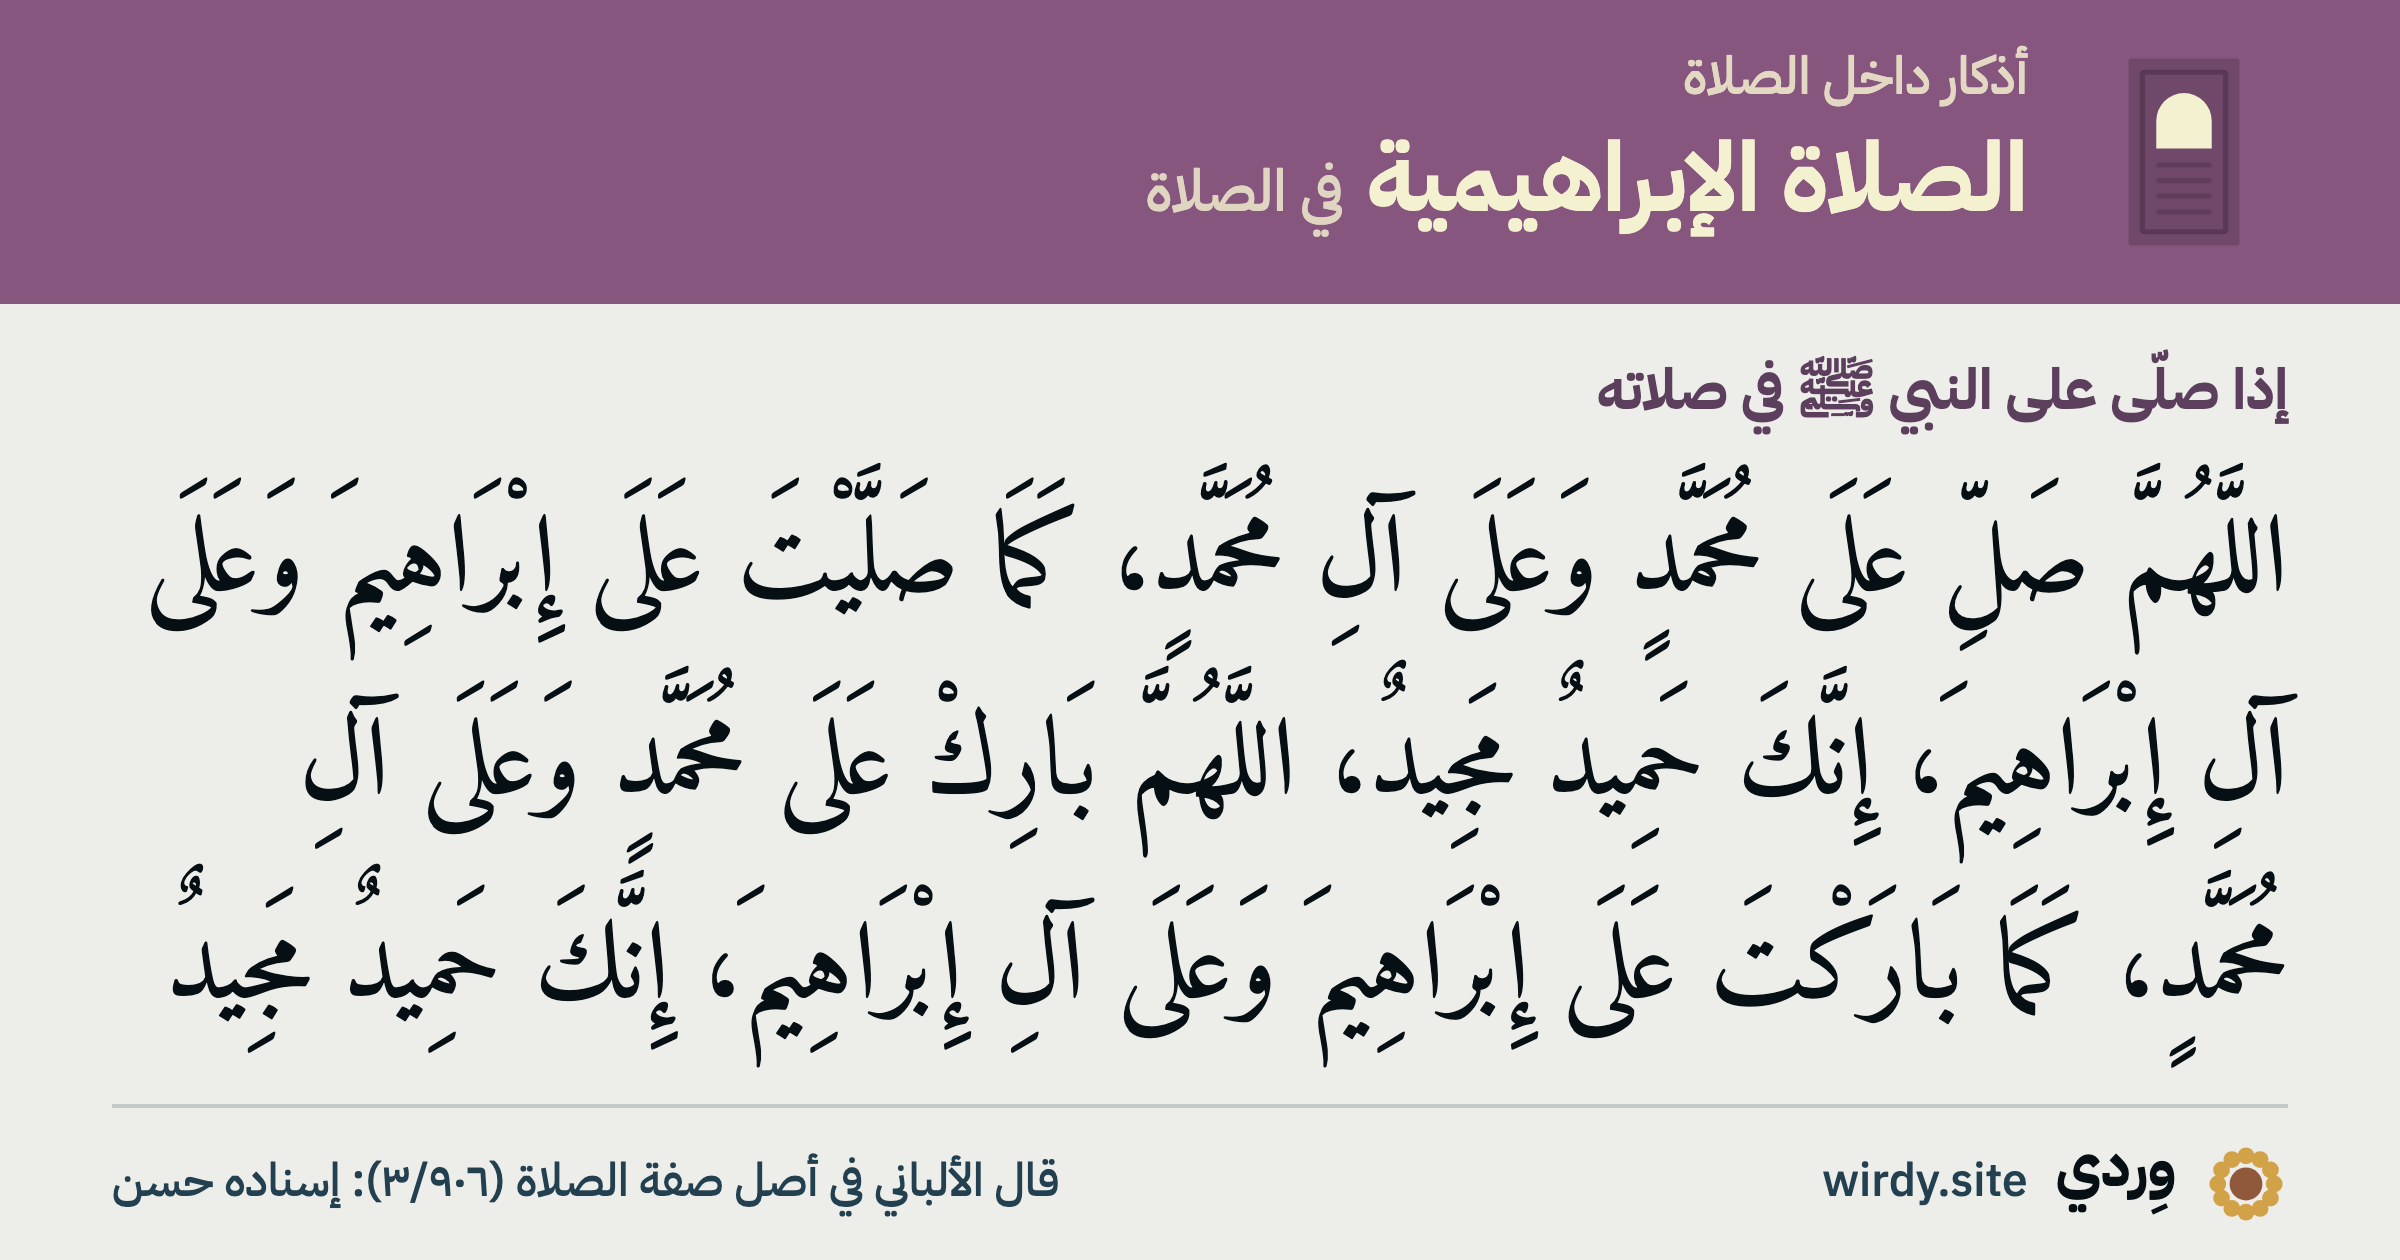 أذكار داخل الصلاة
الصلاة الإبراهيمية في الصلاة
إذا صلّى على النبي ﷺ في صلاته
اللَّهُمَّ صَلِّ عَلَى مُحَمَّدٍ وَعَلَى آلِ مُحَمَّدٍ، كَمَا صَلَّيْتَ عَلَى إِبْرَاهِيمَ وَعَلَى
آلِ إِبْرَاهِيمَ، إِنَّكَ حَمِيدٌ مَجِيدٌ، اللَّهُمَّ بَارِكْ عَلَى مُحَمَّدٍ وَعَلَى آلِ
مُحَمَّدٍ، كَمَا بَارَكْتَ عَلَى إِبْرَاهِيمَ وَعَلَى آلِ إِبْرَاهِيمَ، إِنَّكَ حَمِيدٌ مَجِيدٌ
وِردي wirdy.site
قال الألباني في أصل صفة الصلاة (٣/٩٠٦): إسناده حسن